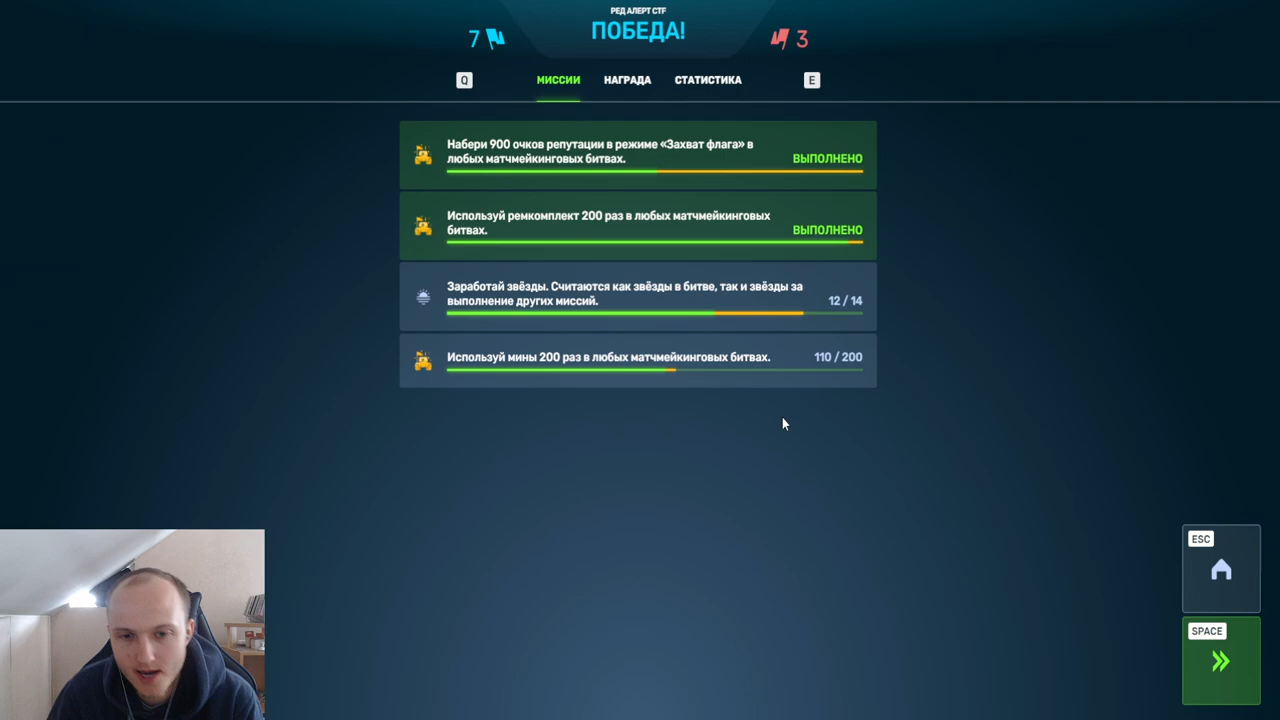 РЕД АЛЕРТ CTF
7 ПОБЕДА! 3
Q МИССИИ НАГРАДА СТАТИСТИКА E
Набери 900 очков репутации в режиме «Захват флага» в
любых матчмейкинговых битвах.
ВЫПОЛНЕНО
Используй ремкомплект 200 раз в любых матчмейкинговых
битвах.
ВЫПОЛНЕНО
Заработай звёзды. Считаются как звёзды в битве, так и звёзды за
выполнение других миссий.
12 / 14
Используй мины 200 раз в любых матчмейкинговых битвах. 110 / 200
ESC
SPACE